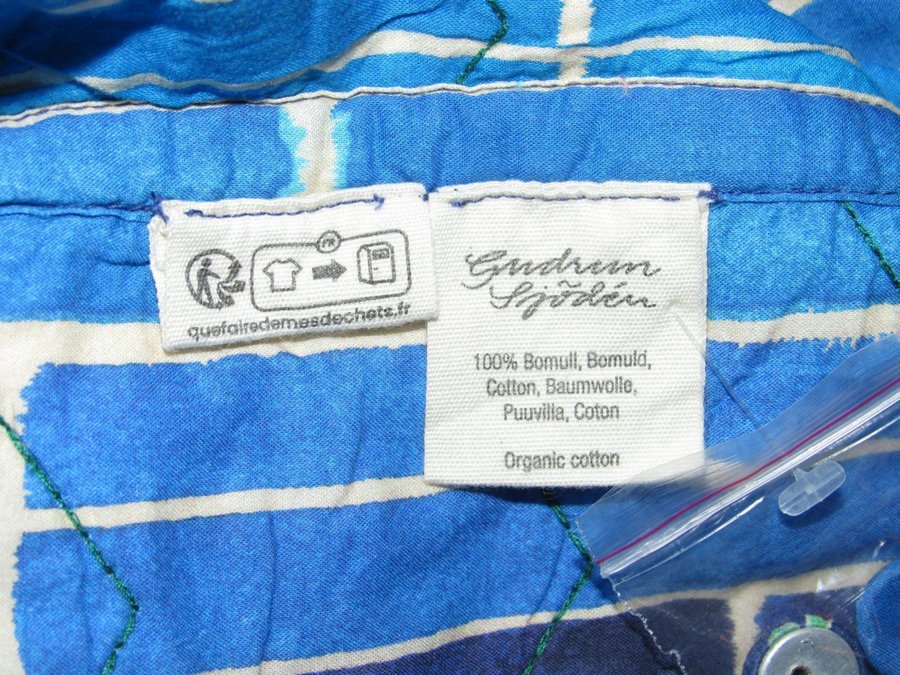 FR
quefairedemesdechets.fr
Gudrun
Sjödén
100% Bomull, Bomuld,
Cotton, Baumwolle,
Puuvilla, Coton
Organic cotton